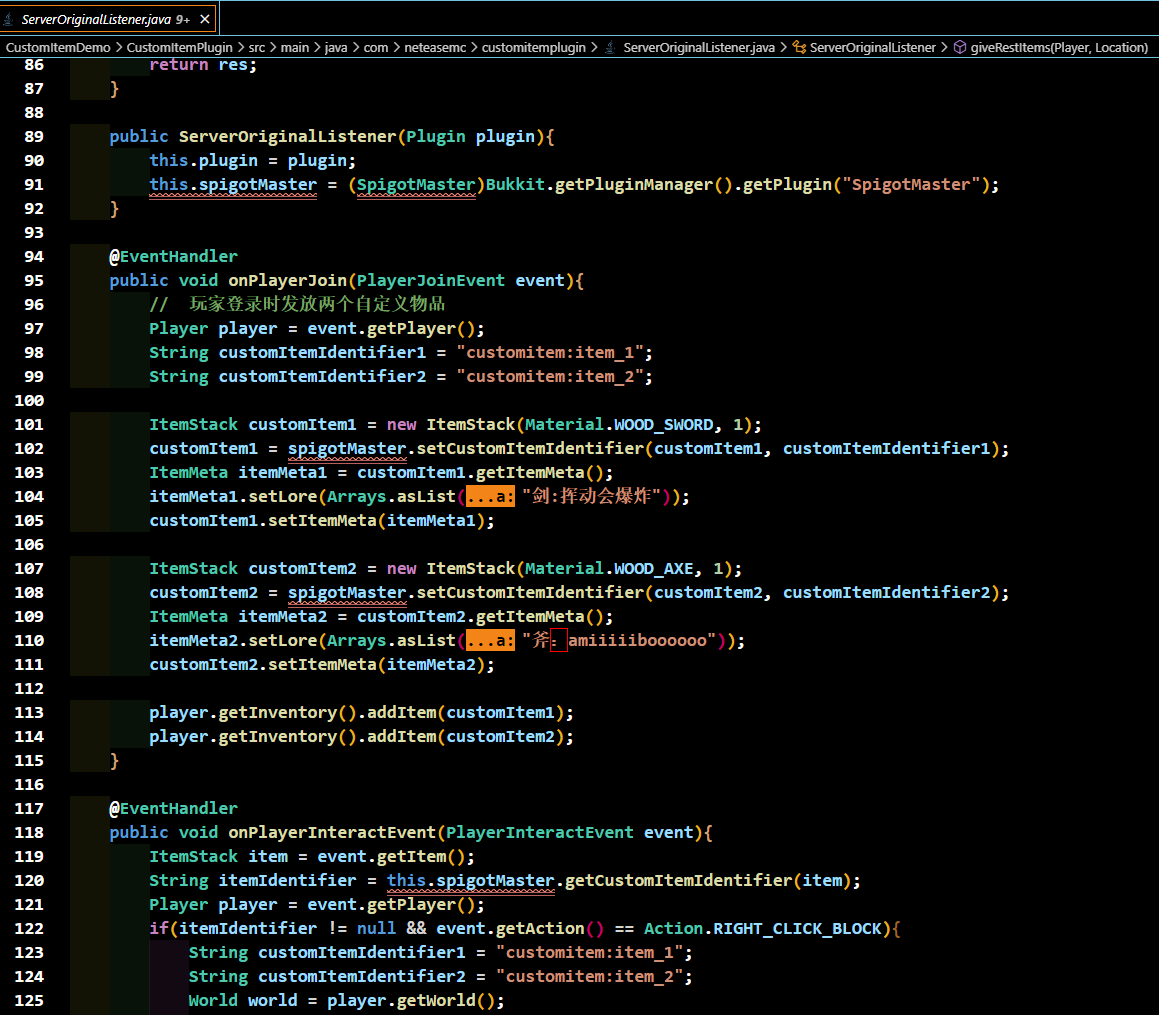 ServerOriginalListener.java 9+ ✕
CustomItemDemo > CustomItemPlugin > src > main > java > com > neteasemc > customitemplugin > ServerOriginalListener.java > ServerOriginalListener > giveRestItems(Player, Location)
86 return res;
87 }
88
89 public ServerOriginalListener(Plugin plugin){
90 this.plugin = plugin;
91 this.spigotMaster = (SpigotMaster)Bukkit.getPluginManager().getPlugin("SpigotMaster");
92 }
93
94 @EventHandler
95 public void onPlayerJoin(PlayerJoinEvent event){
96 // 玩家登录时发放两个自定义物品
97 Player player = event.getPlayer();
98 String customItemIdentifier1 = "customitem:item_1";
99 String customItemIdentifier2 = "customitem:item_2";
100
101 ItemStack customItem1 = new ItemStack(Material.WOOD_SWORD, 1);
102 customItem1 = spigotMaster.setCustomItemIdentifier(customItem1, customItemIdentifier1);
103 ItemMeta itemMeta1 = customItem1.getItemMeta();
104 itemMeta1.setLore(Arrays.asList(...a: "剑:挥动会爆炸"));
105 customItem1.setItemMeta(itemMeta1);
106
107 ItemStack customItem2 = new ItemStack(Material.WOOD_AXE, 1);
108 customItem2 = spigotMaster.setCustomItemIdentifier(customItem2, customItemIdentifier2);
109 ItemMeta itemMeta2 = customItem2.getItemMeta();
110 itemMeta2.setLore(Arrays.asList(...a: "斧：amiiiiiboooooo"));
111 customItem2.setItemMeta(itemMeta2);
112
113 player.getInventory().addItem(customItem1);
114 player.getInventory().addItem(customItem2);
115 }
116
117 @EventHandler
118 public void onPlayerInteractEvent(PlayerInteractEvent event){
119 ItemStack item = event.getItem();
120 String itemIdentifier = this.spigotMaster.getCustomItemIdentifier(item);
121 Player player = event.getPlayer();
122 if(itemIdentifier != null && event.getAction() == Action.RIGHT_CLICK_BLOCK){
123 String customItemIdentifier1 = "customitem:item_1";
124 String customItemIdentifier2 = "customitem:item_2";
125 World world = player.getWorld();